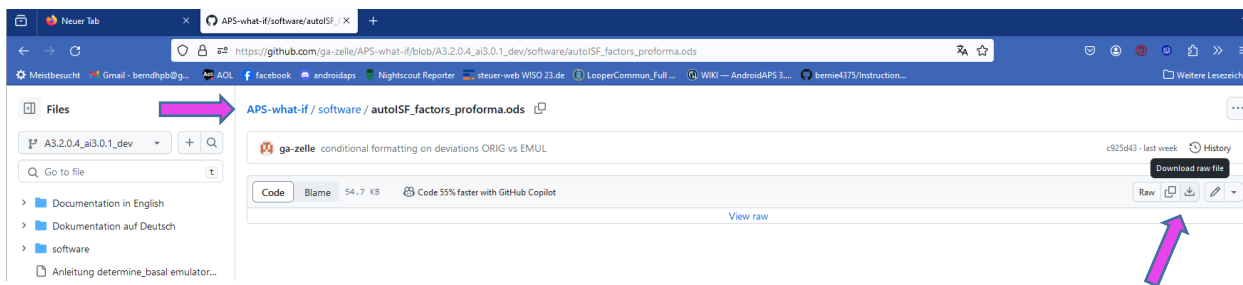 Neuer Tab
APS-what-if/software/autoISF_
https://github.com/ga-zelle/APS-what-if/blob/A3.2.0.4_ai3.0.1_dev/software/autoISF_factors_proforma.ods
Meistbesucht Gmail - berndhpb@g... AOL facebook androidaps Nightscout Reporter steuer-web WISO 23.de LooperCommun_Full ... WIKI — AndroidAPS 3.... bernie4375/Instruction... Weitere Lesezeich
Files
APS-what-if / software / autoISF_factors_proforma.ods
A3.2.0.4_ai3.0.1_dev
ga-zelle conditional formatting on deviations ORIG vs EMUL
c925d43 · last week History
Go to file t
Download raw file
Code Blame 54.7 KB Code 55% faster with GitHub Copilot
Raw
View raw
Documentation in English
Dokumentation auf Deutsch
software
Anleitung determine_basal emulator...